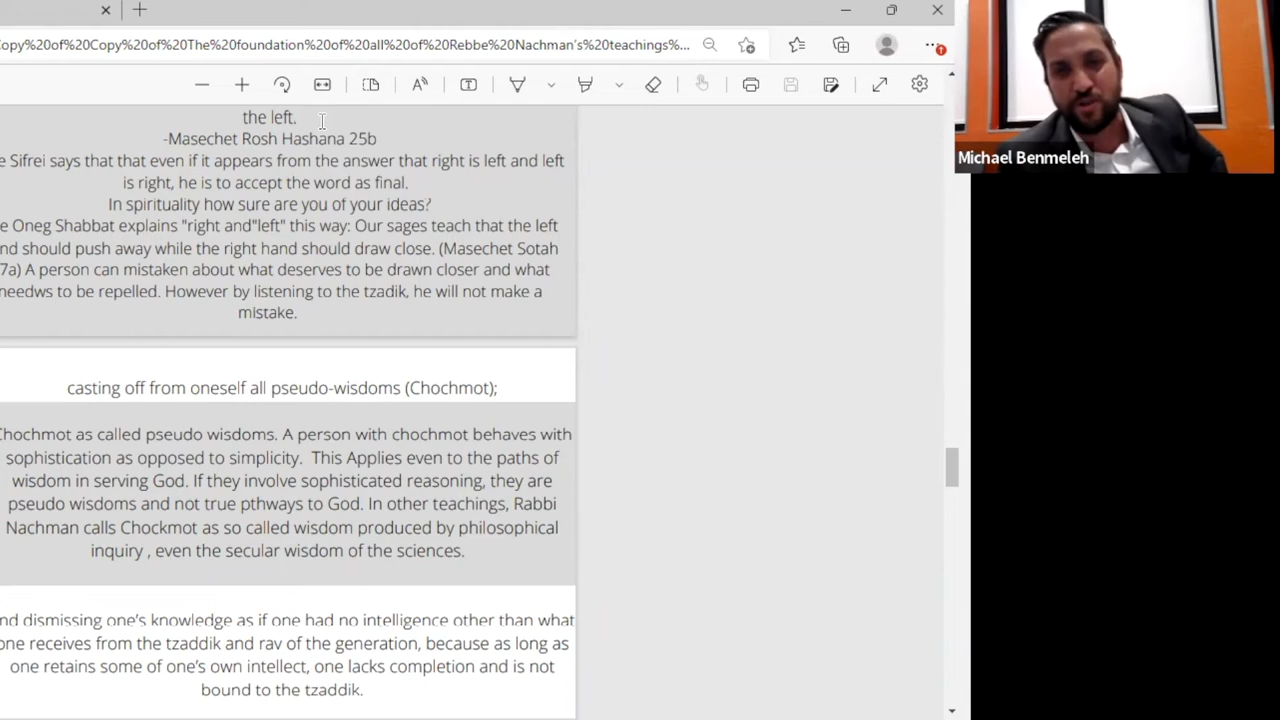 opy%20of%20Copy%20of%20The%20foundation%20of%20all%20of%20Rebbe%20Nachman's%20teachings%...
Michael Benmeleh
the left.
-Masechet Rosh Hashana 25b
e Sifrei says that that even if it appears from the answer that right is left and left
is right, he is to accept the word as final.
In spirituality how sure are you of your ideas?
e Oneg Shabbat explains "right and"left" this way: Our sages teach that the left
nd should push away while the right hand should draw close. (Masechet Sotah
7a) A person can mistaken about what deserves to be drawn closer and what
needws to be repelled. However by listening to the tzadik, he will not make a
mistake.
casting off from oneself all pseudo-wisdoms (Chochmot);
Chochmot as called pseudo wisdoms. A person with chochmot behaves with
sophistication as opposed to simplicity. This Applies even to the paths of
wisdom in serving God. If they involve sophisticated reasoning, they are
pseudo wisdoms and not true pthways to God. In other teachings, Rabbi
Nachman calls Chockmot as so called wisdom produced by philosophical
inquiry , even the secular wisdom of the sciences.
nd dismissing one's knowledge as if one had no intelligence other than what
one receives from the tzaddik and rav of the generation, because as long as
one retains some of one's own intellect, one lacks completion and is not
bound to the tzaddik.